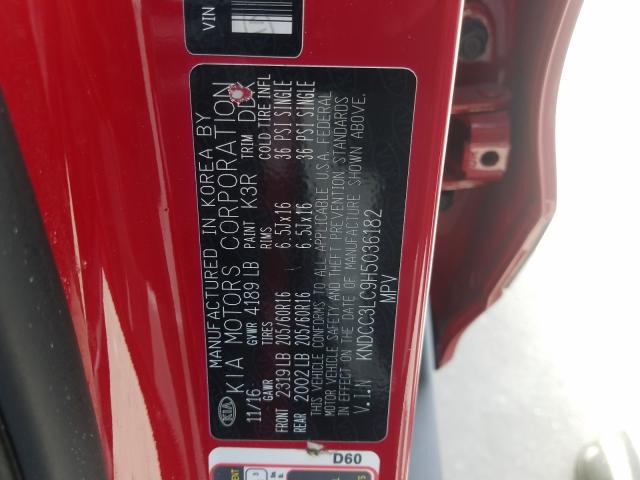 VIN
MANUFACTURED IN KOREA BY
KIA MOTORS CORPORATION
11/16 GVWR 4189 LB PAINT K3R TRIM DDX
GAWR TIRES RIMS COLD TIRE INFL
FRONT 2319 LB 205/60R16 6.5Jx16 36 PSI SINGLE
REAR 2002 LB 205/60R16 6.5Jx16 36 PSI SINGLE
THIS VEHICLE CONFORMS TO ALL APPLICABLE U.S.A. FEDERAL
MOTOR VEHICLE SAFETY AND THEFT PREVENTION STANDARDS
IN EFFECT ON THE DATE OF MANUFACTURE SHOWN ABOVE.
V.I.N KNDCC3LC9H5036182
MPV
KIA
D60